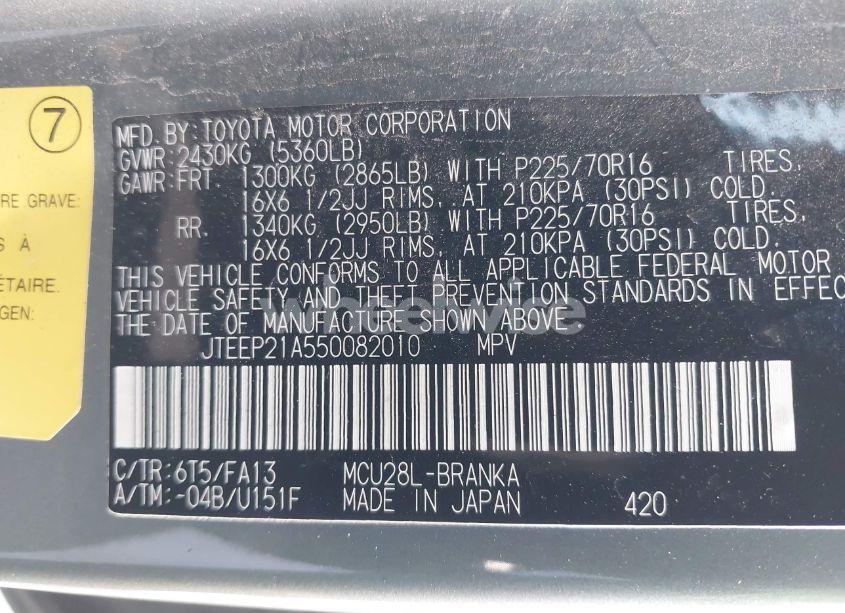 7
TRE GRAVE:
S À
ÉTAIRE.
GEN:
MFD. BY: TOYOTA MOTOR CORPORATION
GVWR: 2430KG (5360LB)
GAWR: FRT. 1300KG (2865LB) WITH P225/70R16 TIRES,
16X6 1/2JJ RIMS, AT 210KPA (30PSI) COLD.
RR. 1340KG (2950LB) WITH P225/70R16 TIRES,
16X6 1/2JJ RIMS, AT 210KPA (30PSI) COLD.
THIS VEHICLE CONFORMS TO ALL APPLICABLE FEDERAL MOTOR
VEHICLE SAFETY AND THEFT PREVENTION STANDARDS IN EFFEC
THE DATE OF MANUFACTURE SHOWN ABOVE.
JTEEP21A550082010 MPV
C/TR:6T5/FA13 MCU28L-BRANKA
A/TM:-04B/U151F MADE IN JAPAN 420